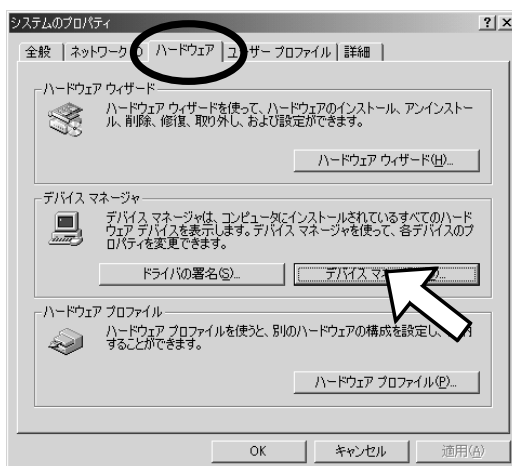 システムのプロパティ
全般 ネットワーク ハードウェア ユーザー プロファイル 詳細
ハードウェア ウィザード
ハードウェア ウィザードを使って、ハードウェアのインストール、アンインストー
ル、削除、修復、取り外し、および設定ができます。
ハードウェア ウィザード(H)...
デバイス マネージャ
デバイス マネージャは、コンピュータにインストールされているすべてのハード
ウェア デバイスを表示します。デバイス マネージャを使って、各デバイスのプ
ロパティを変更できます。
ドライバの署名(S)... デバイス マ
ハードウェア プロファイル
ハードウェア プロファイルを使うと、別のハードウェアの構成を設定し、
することができます。
ハードウェア プロファイル(P)...
OK キャンセル 適用(A)